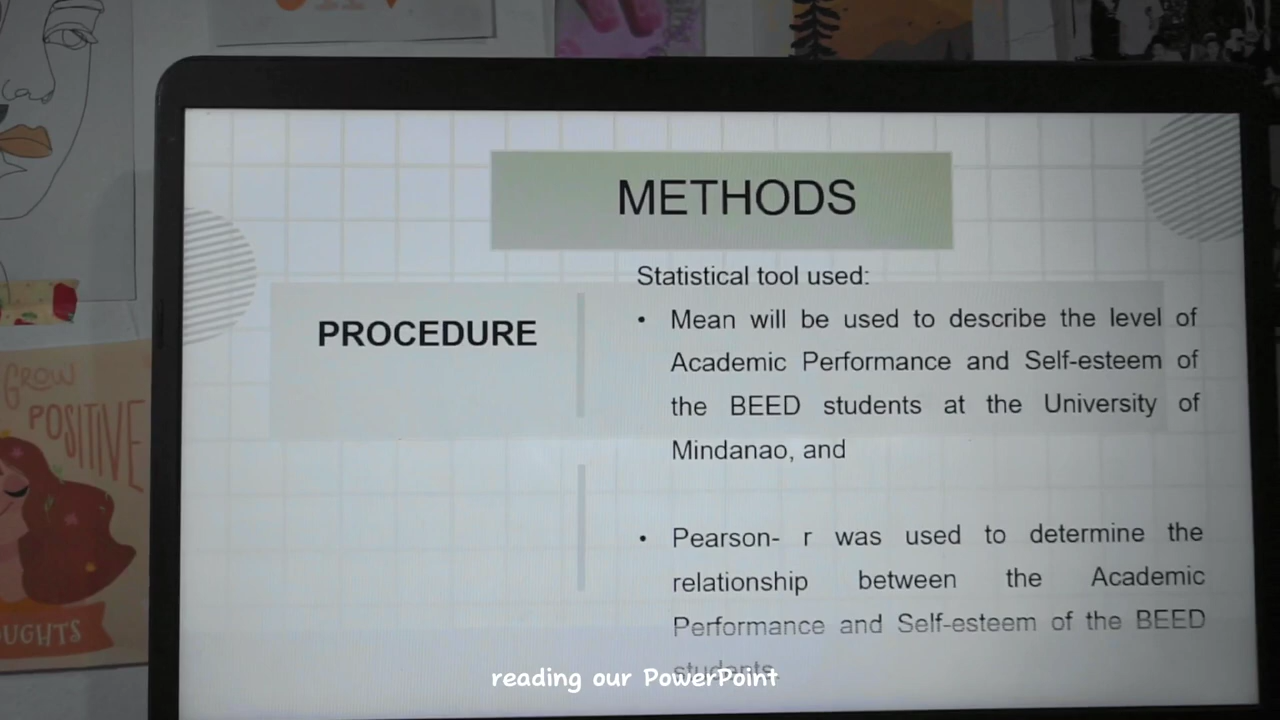 METHODS
PROCEDURE
Statistical tool used:
• Mean will be used to describe the level of
Academic Performance and Self-esteem of
the BEED students at the University of
Mindanao, and
• Pearson- r was used to determine the
relationship between the Academic
Performance and Self-esteem of the BEED
students.
reading our PowerPoint
GROW
POSITIVE